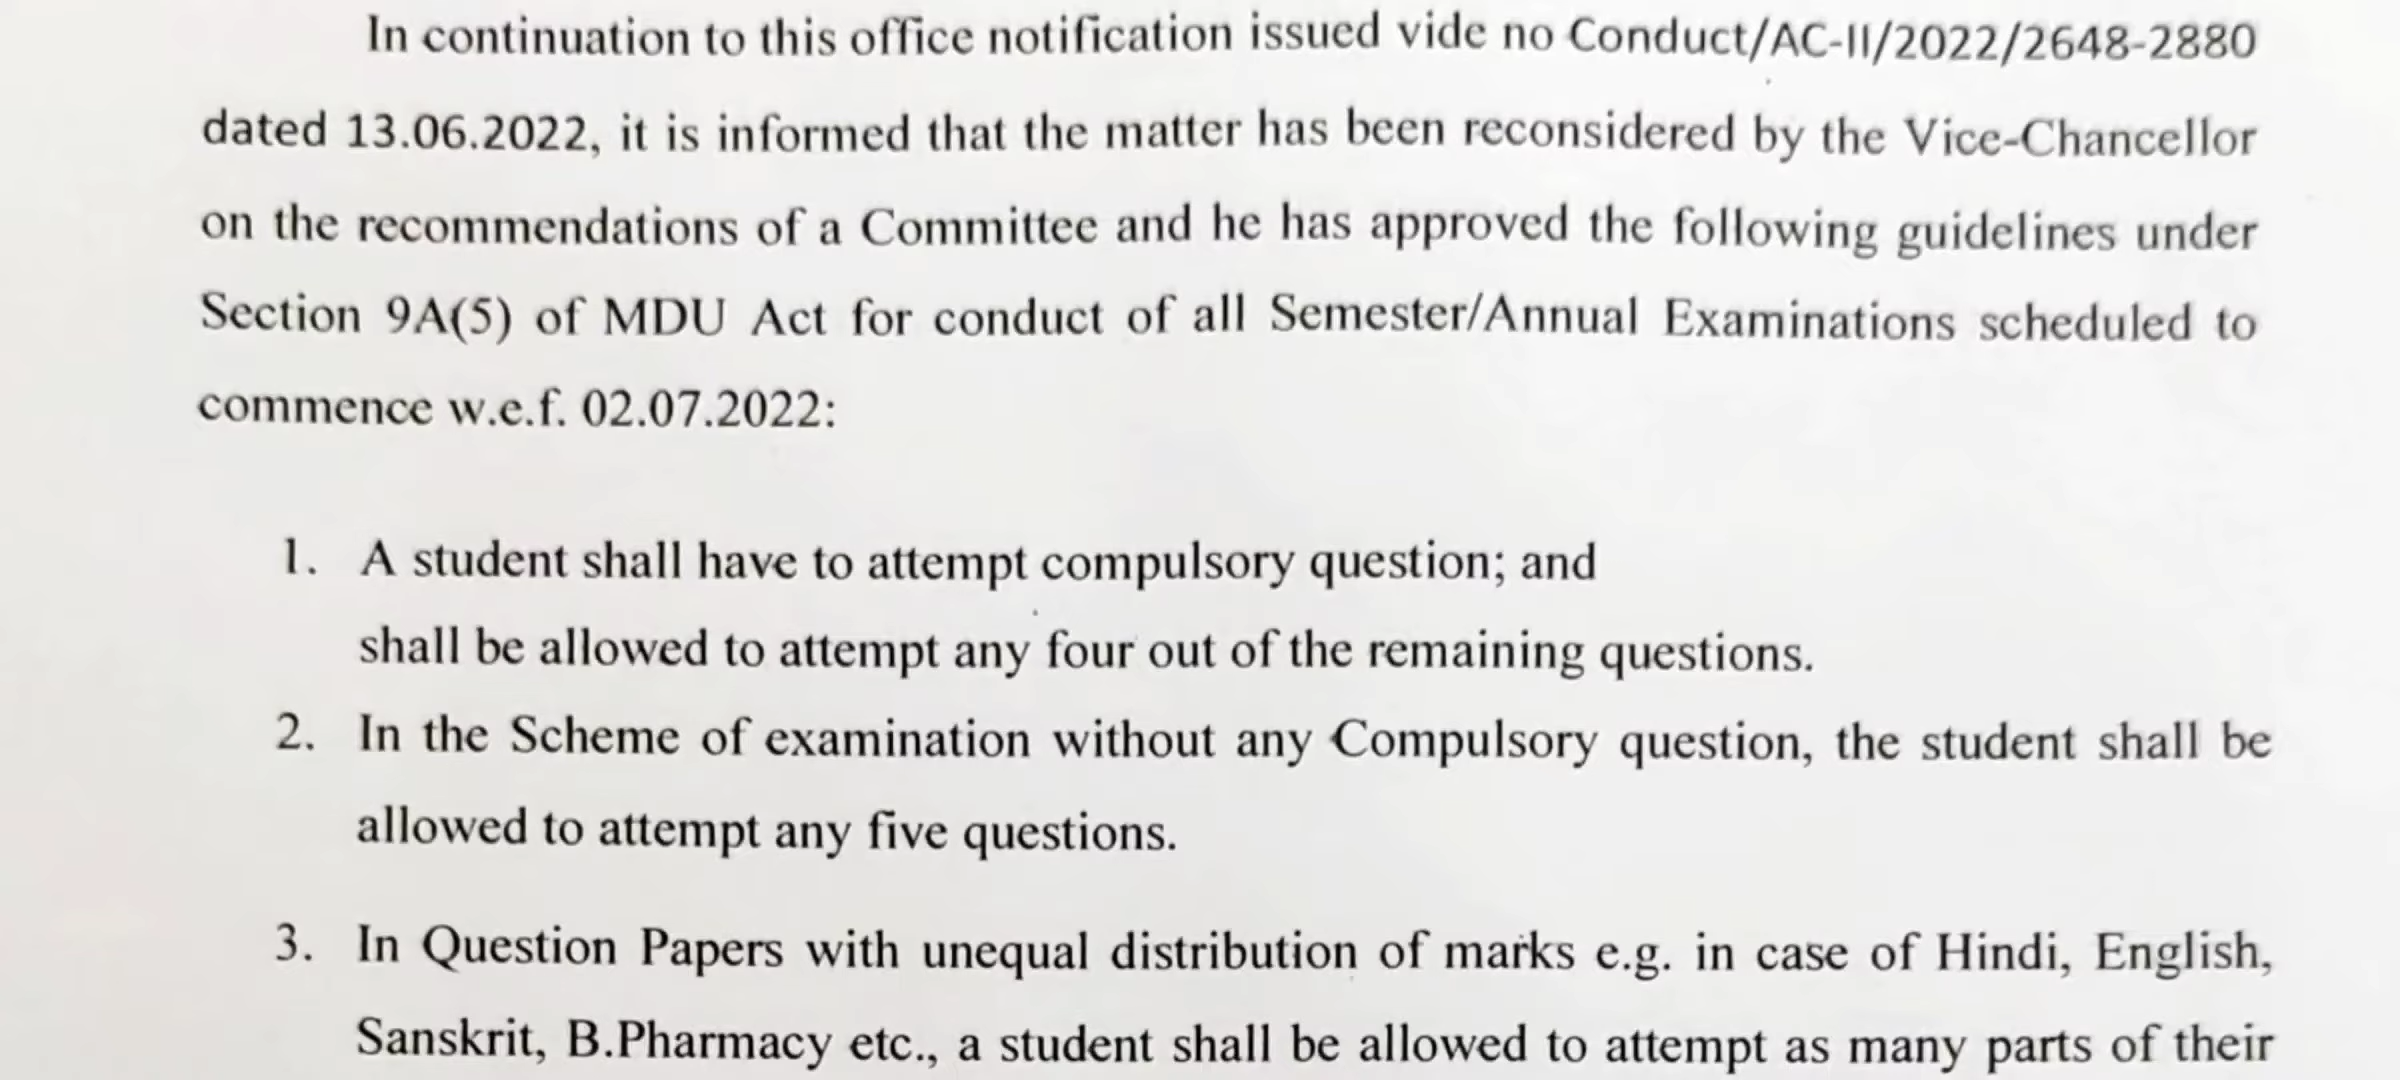 In continuation to this office notification issued vide no Conduct/AC-II/2022/2648-2880
dated 13.06.2022, it is informed that the matter has been reconsidered by the Vice-Chancellor
on the recommendations of a Committee and he has approved the following guidelines under
Section 9A(5) of MDU Act for conduct of all Semester/Annual Examinations scheduled to
commence w.e.f. 02.07.2022:
1. A student shall have to attempt compulsory question; and
shall be allowed to attempt any four out of the remaining questions.
2. In the Scheme of examination without any Compulsory question, the student shall be
allowed to attempt any five questions.
3. In Question Papers with unequal distribution of marks e.g. in case of Hindi, English,
Sanskrit, B.Pharmacy etc., a student shall be allowed to attempt as many parts of their